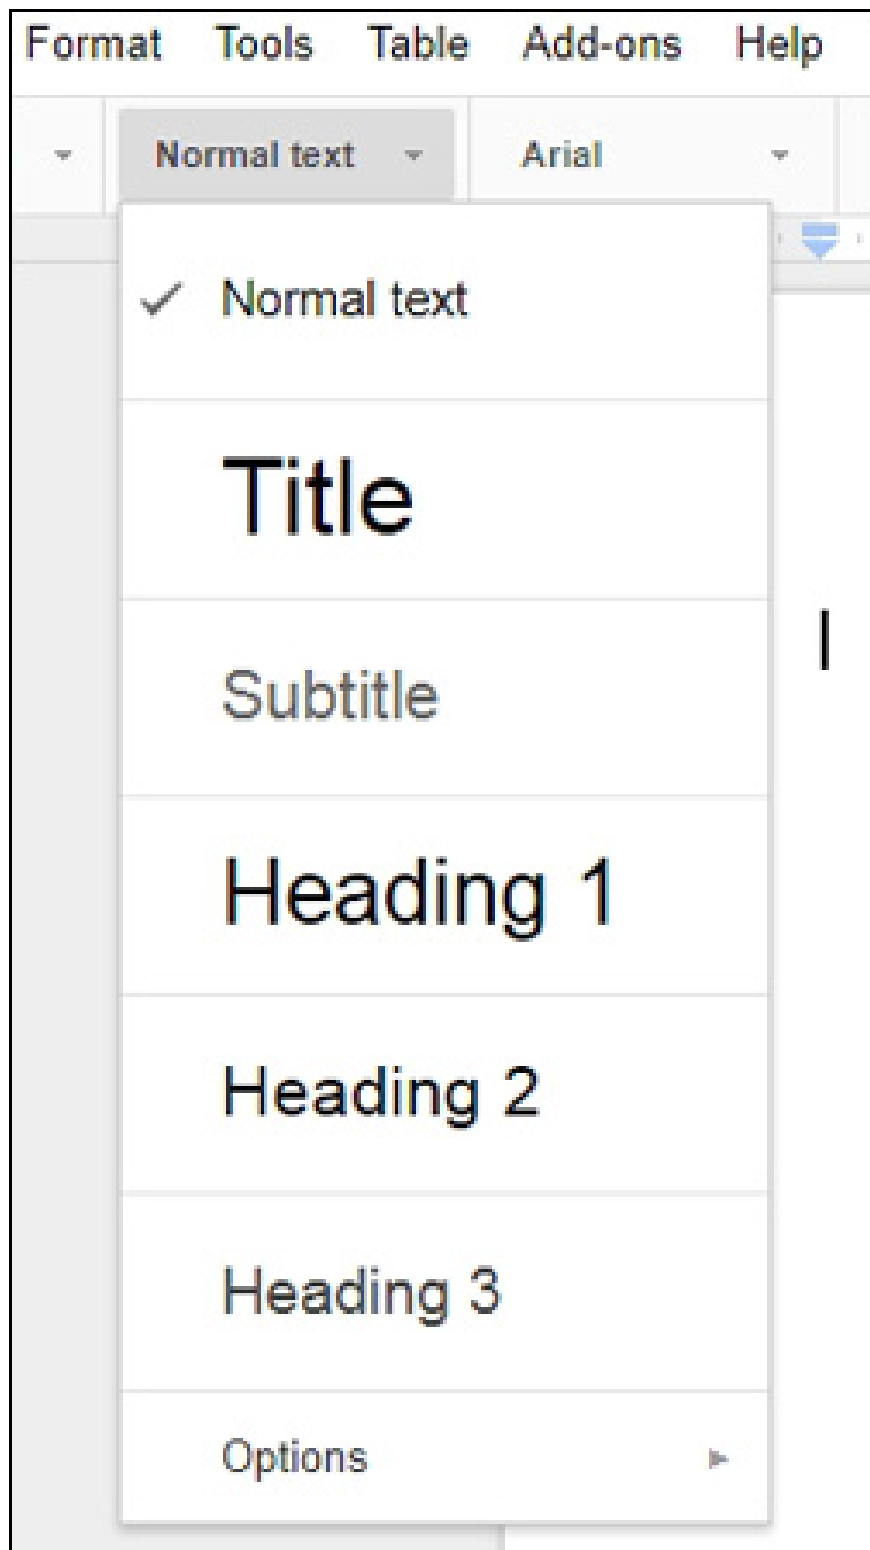 Format Tools Table Add-ons Help
Normal text Arial
Normal text
Title
Subtitle
Heading 1
Heading 2
Heading 3
Options